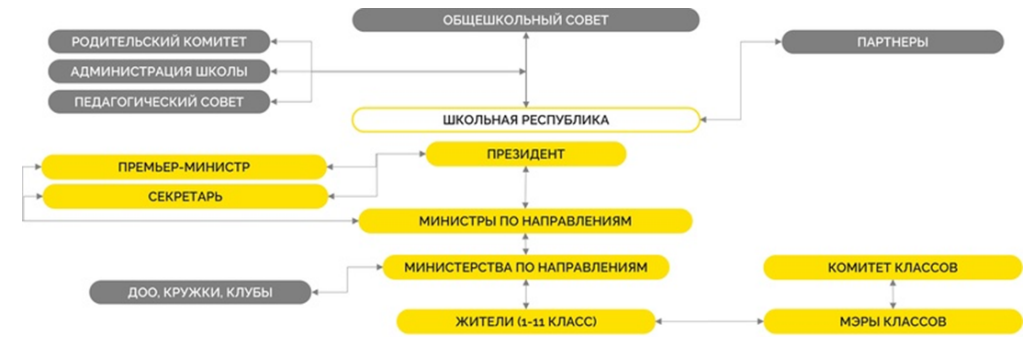 ОБЩЕШКОЛЬНЫЙ СОВЕТ
РОДИТЕЛЬСКИЙ КОМИТЕТ
ПАРТНЕРЫ
АДМИНИСТРАЦИЯ ШКОЛЫ
ПЕДАГОГИЧЕСКИЙ СОВЕТ
ШКОЛЬНАЯ РЕСПУБЛИКА
ПРЕЗИДЕНТ
ПРЕМЬЕР-МИНИСТР
СЕКРЕТАРЬ
МИНИСТРЫ ПО НАПРАВЛЕНИЯМ
МИНИСТЕРСТВА ПО НАПРАВЛЕНИЯМ
КОМИТЕТ КЛАССОВ
ДОО, КРУЖКИ, КЛУБЫ
ЖИТЕЛИ (1-11 КЛАСС)
МЭРЫ КЛАССОВ